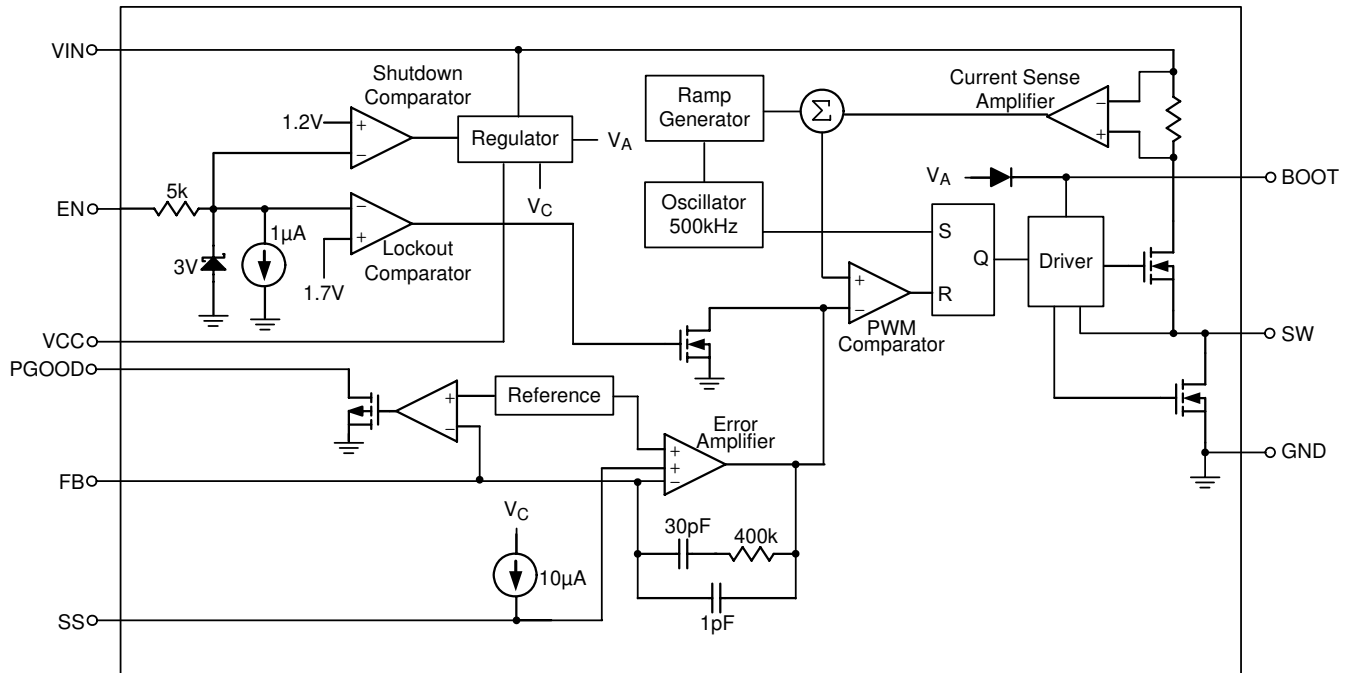 VIN
Shutdown
Comparator
1.2V
+
−
Regulator
VA
VC
Ramp
Generator
Σ
Current Sense
Amplifier
−
+
VA
BOOT
EN
5k
3V
1µA
−
+
Lockout
Comparator
1.7V
Oscillator
500kHz
S
Q
R
Driver
+
−
PWM
Comparator
SW
VCC
PGOOD
+
−
Reference
Error
Amplifier
+
+
−
GND
FB
VC
10µA
30pF
400k
1pF
SS